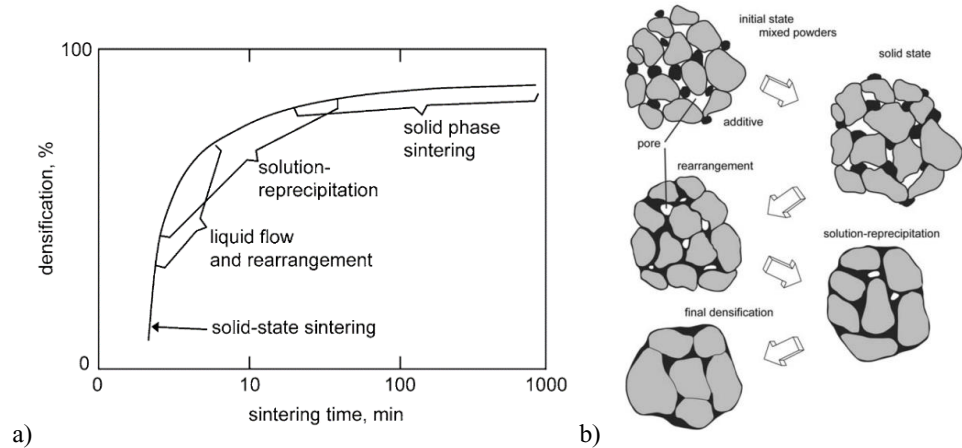 100
densification, %
0
0
10
100
1000
sintering time, min
solid phase
sintering
solution-
reprecipitation
liquid flow
and rearrangement
solid-state sintering
a)
initial state
mixed powders
solid state
additive
pore
rearrangement
solution-reprecipitation
final densification
b)